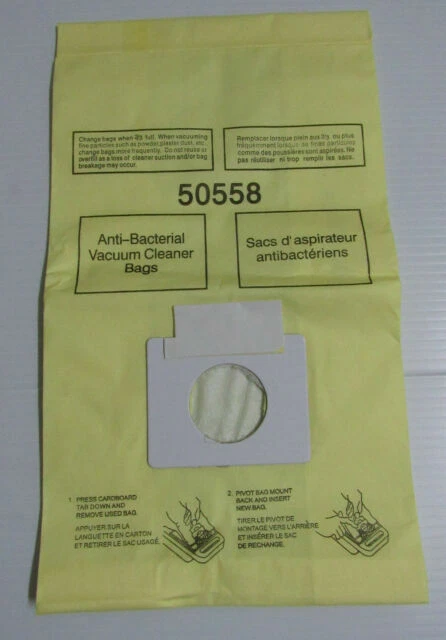 Change bags when 2/3 full. When vacuuming
fine particles such as powder, plaster dust, etc.,
change bags more frequently. Do not reuse or
overfill as a loss of cleaner suction and/or bag
breakage may occur.
Remplacer lorsque plein aux 2/3 ou plus
fréquemment lorsque de fines particules
comme des poussières sont aspirées. Ne
pas réutiliser ni trop remplir les sacs.
50558
Anti-Bacterial
Vacuum Cleaner
Bags
Sacs d'aspirateur
antibactériens
1. PRESS CARDBOARD
TAB DOWN AND
REMOVE USED BAG.
APPUYER SUR LA
LANGUETTE EN CARTON
ET RETIRER LE SAC USAGÉ.
2. PIVOT BAG MOUNT
BACK AND INSERT
NEW BAG.
TIRER LE PIVOT DE
MONTAGE VERS L'ARRIÈRE
ET INSÉRER LE SAC
DE RECHANGE.